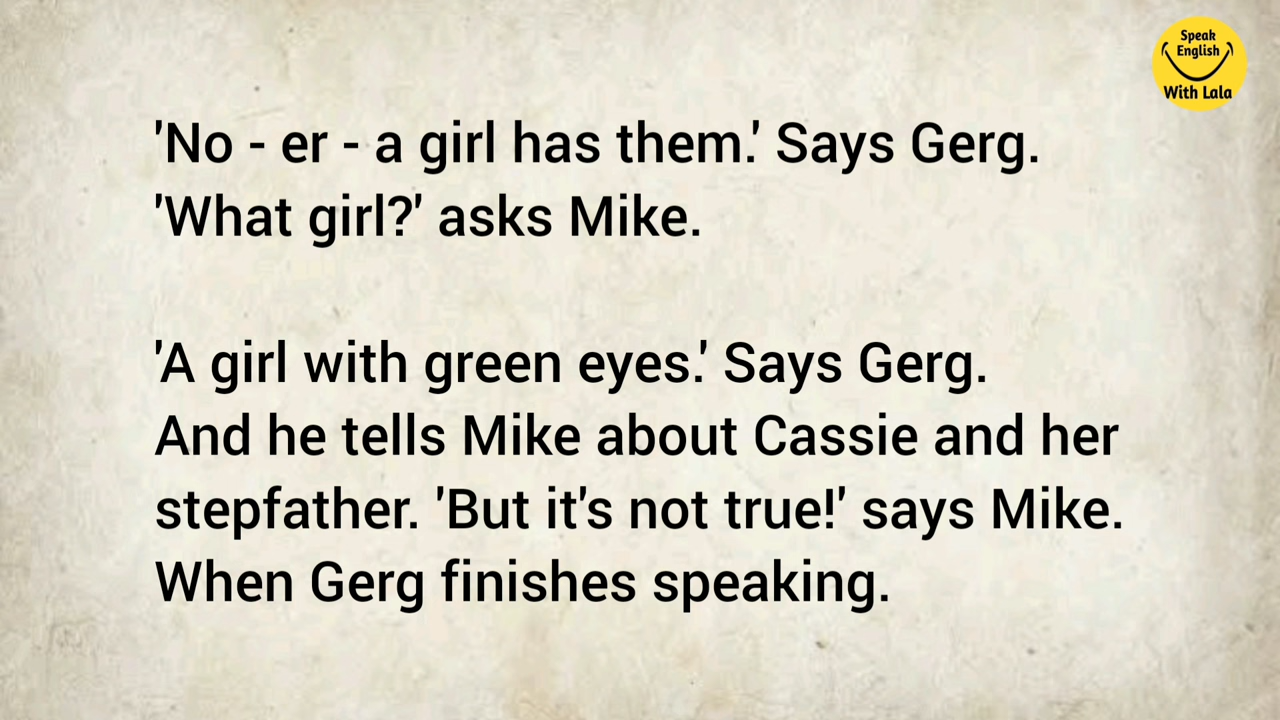 Speak
English
With Lala
'No - er - a girl has them.' Says Gerg.
'What girl?' asks Mike.
'A girl with green eyes.' Says Gerg.
And he tells Mike about Cassie and her
stepfather. 'But it's not true!' says Mike.
When Gerg finishes speaking.